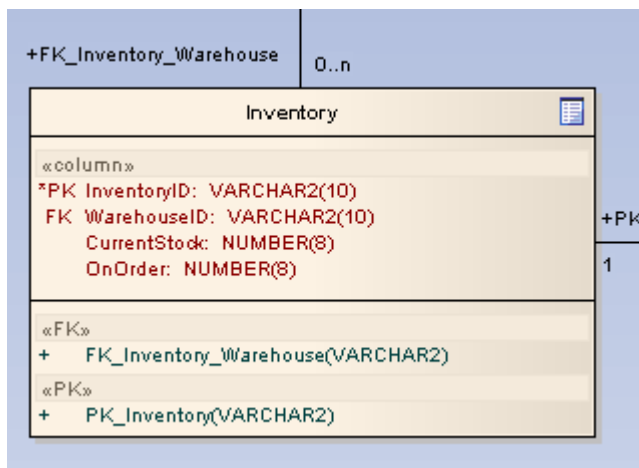 +FK_Inventory_Warehouse
0..n
Inventory
«column»
*PK InventoryID: VARCHAR2(10)
FK WarehouseID: VARCHAR2(10)
CurrentStock: NUMBER(8)
OnOrder: NUMBER(8)
+PK
1
«FK»
+ FK_Inventory_Warehouse(VARCHAR2)
«PK»
+ PK_Inventory(VARCHAR2)